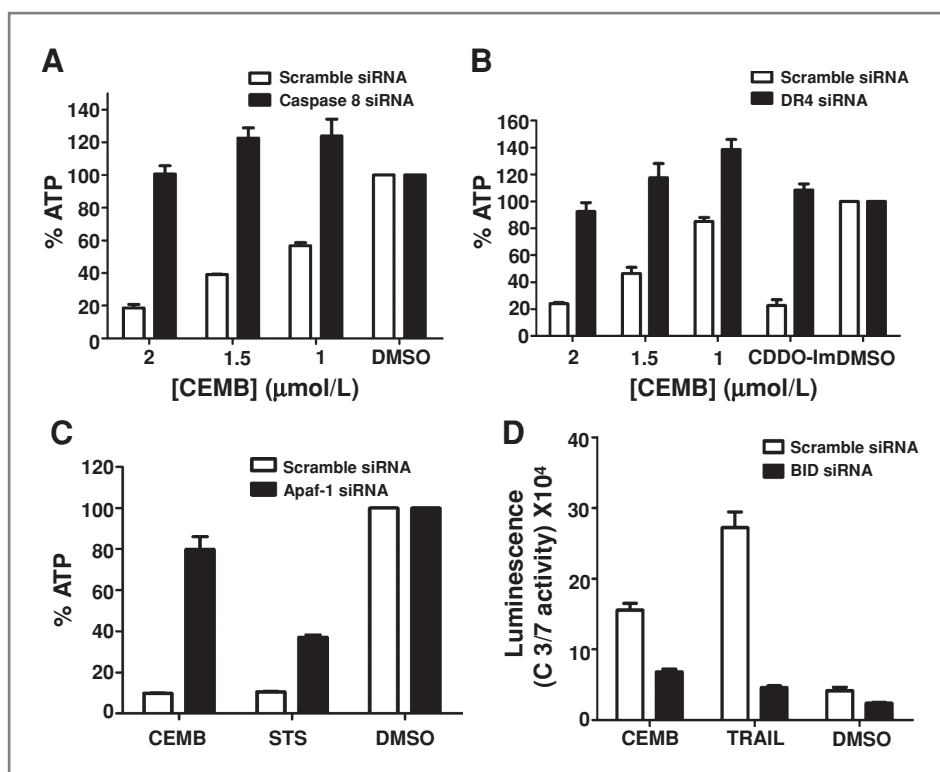 A
Scramble siRNA
Caspase 8 siRNA
% ATP
140
120
100
80
60
40
20
0
2 1.5 1 DMSO
[CEMB] (μmol/L)
B
Scramble siRNA
DR4 siRNA
% ATP
160
140
120
100
80
60
40
20
0
2 1.5 1 CDDO-Im DMSO
[CEMB] (μmol/L)
C
Scramble siRNA
Apaf-1 siRNA
% ATP
120
100
80
60
40
20
0
CEMB STS DMSO
D
Scramble siRNA
BID siRNA
Luminescence
(C 3/7 activity) X10⁴
40
30
20
10
0
CEMB TRAIL DMSO